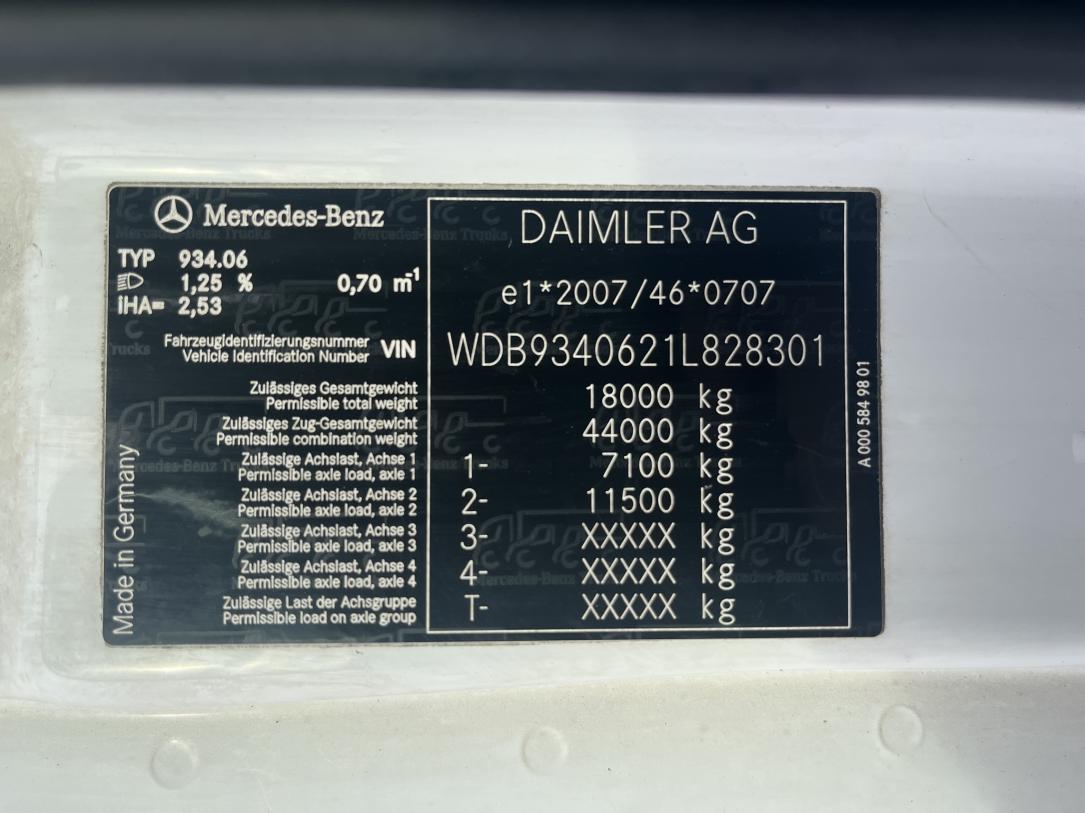 Mercedes-Benz
DAIMLER AG
TYP 934.06
1,25 % 0,70 m-1
iHA= 2,53
e1*2007/46*0707
Fahrzeugidentifizierungsnummer
Vehicle Identification Number VIN WDB9340621L828301
Zulässiges Gesamtgewicht
Permissible total weight 18000 kg
Zulässiges Zug-Gesamtgewicht
Permissible combination weight 44000 kg
Zulässige Achslast, Achse 1
Permissible axle load, axle 1 1- 7100 kg
Zulässige Achslast, Achse 2
Permissible axle load, axle 2 2- 11500 kg
Zulässige Achslast, Achse 3
Permissible axle load, axle 3 3- XXXXX kg
Zulässige Achslast, Achse 4
Permissible axle load, axle 4 4- XXXXX kg
Zulässige Last der Achsgruppe
Permissible load on axle group T- XXXXX kg
Made in Germany
A 000 584 98 01